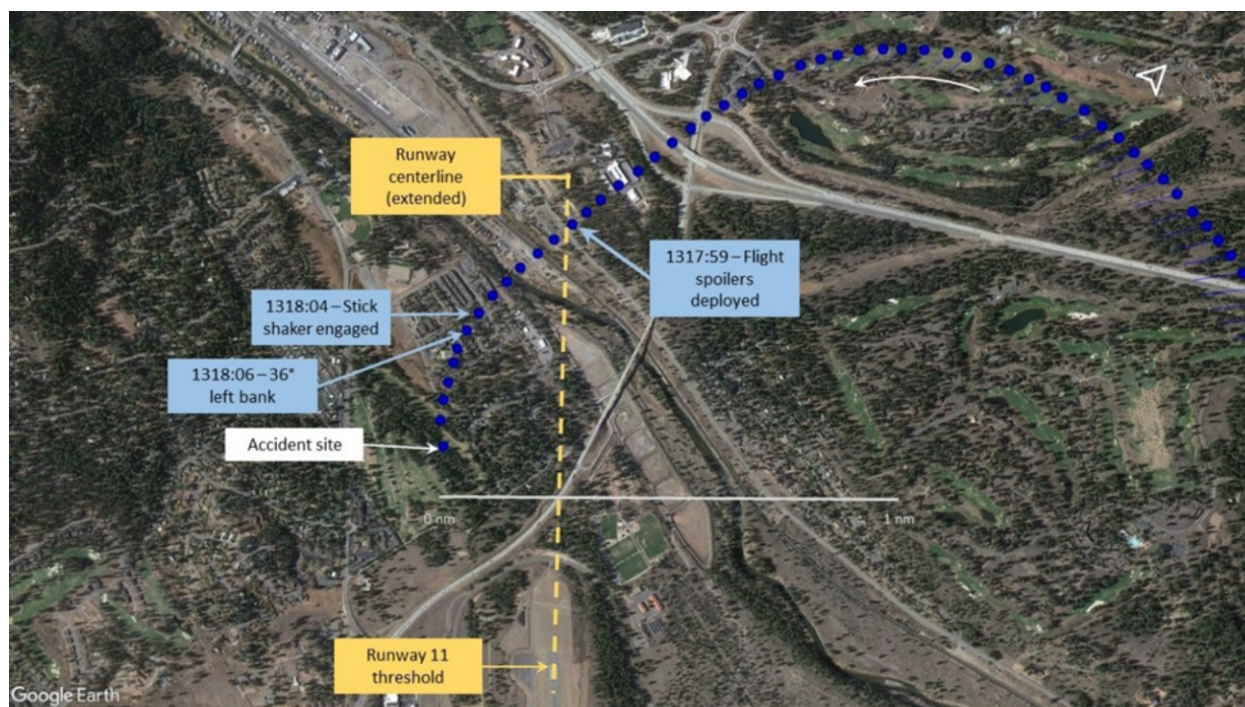 Runway
centerline
(extended)
1317:59 – Flight
spoilers
deployed
1318:04 – Stick
shaker engaged
1318:06 – 36°
left bank
Accident site
0 nm
1 nm
Runway 11
threshold
Google Earth